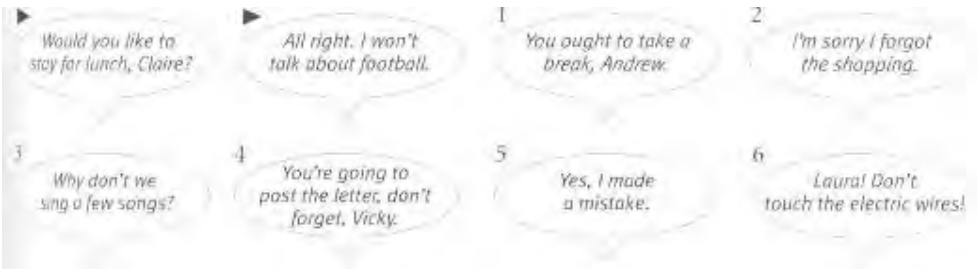 Would you like to
stay for lunch, Claire?
All right. I won't
talk about football.
1
You ought to take a
break, Andrew.
2
I'm sorry I forgot
the shopping.
3
Why don't we
sing a few songs?
4
You're going to
post the letter, don't
forget, Vicky.
5
Yes, I made
a mistake.
6
Laura! Don't
touch the electric wires!